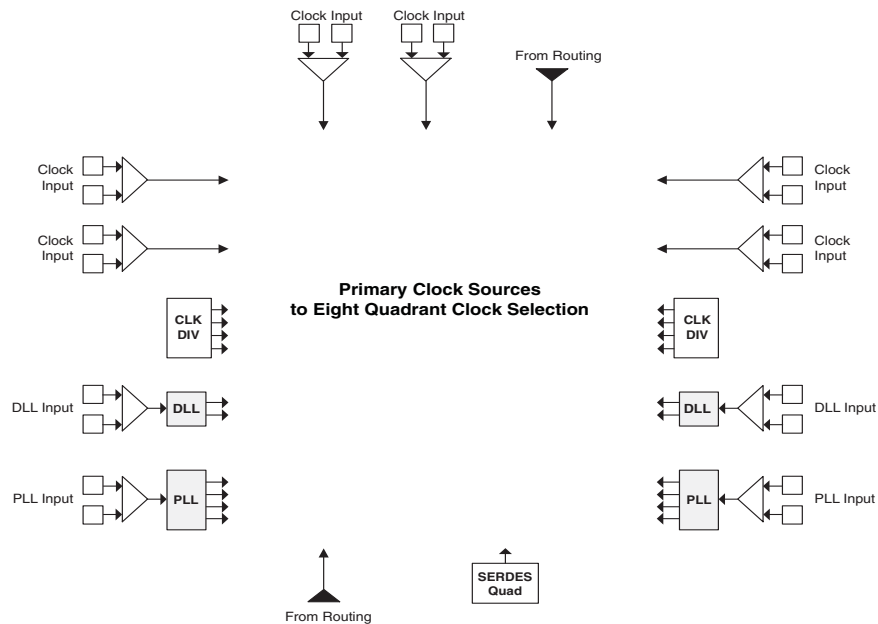 Clock Input
Clock Input
From Routing
Clock
Input
Clock
Input
Clock
Input
Clock
Input
Primary Clock Sources
to Eight Quadrant Clock Selection
CLK
DIV
CLK
DIV
DLL Input
DLL
DLL
DLL Input
PLL Input
PLL
PLL
PLL Input
SERDES
Quad
From Routing